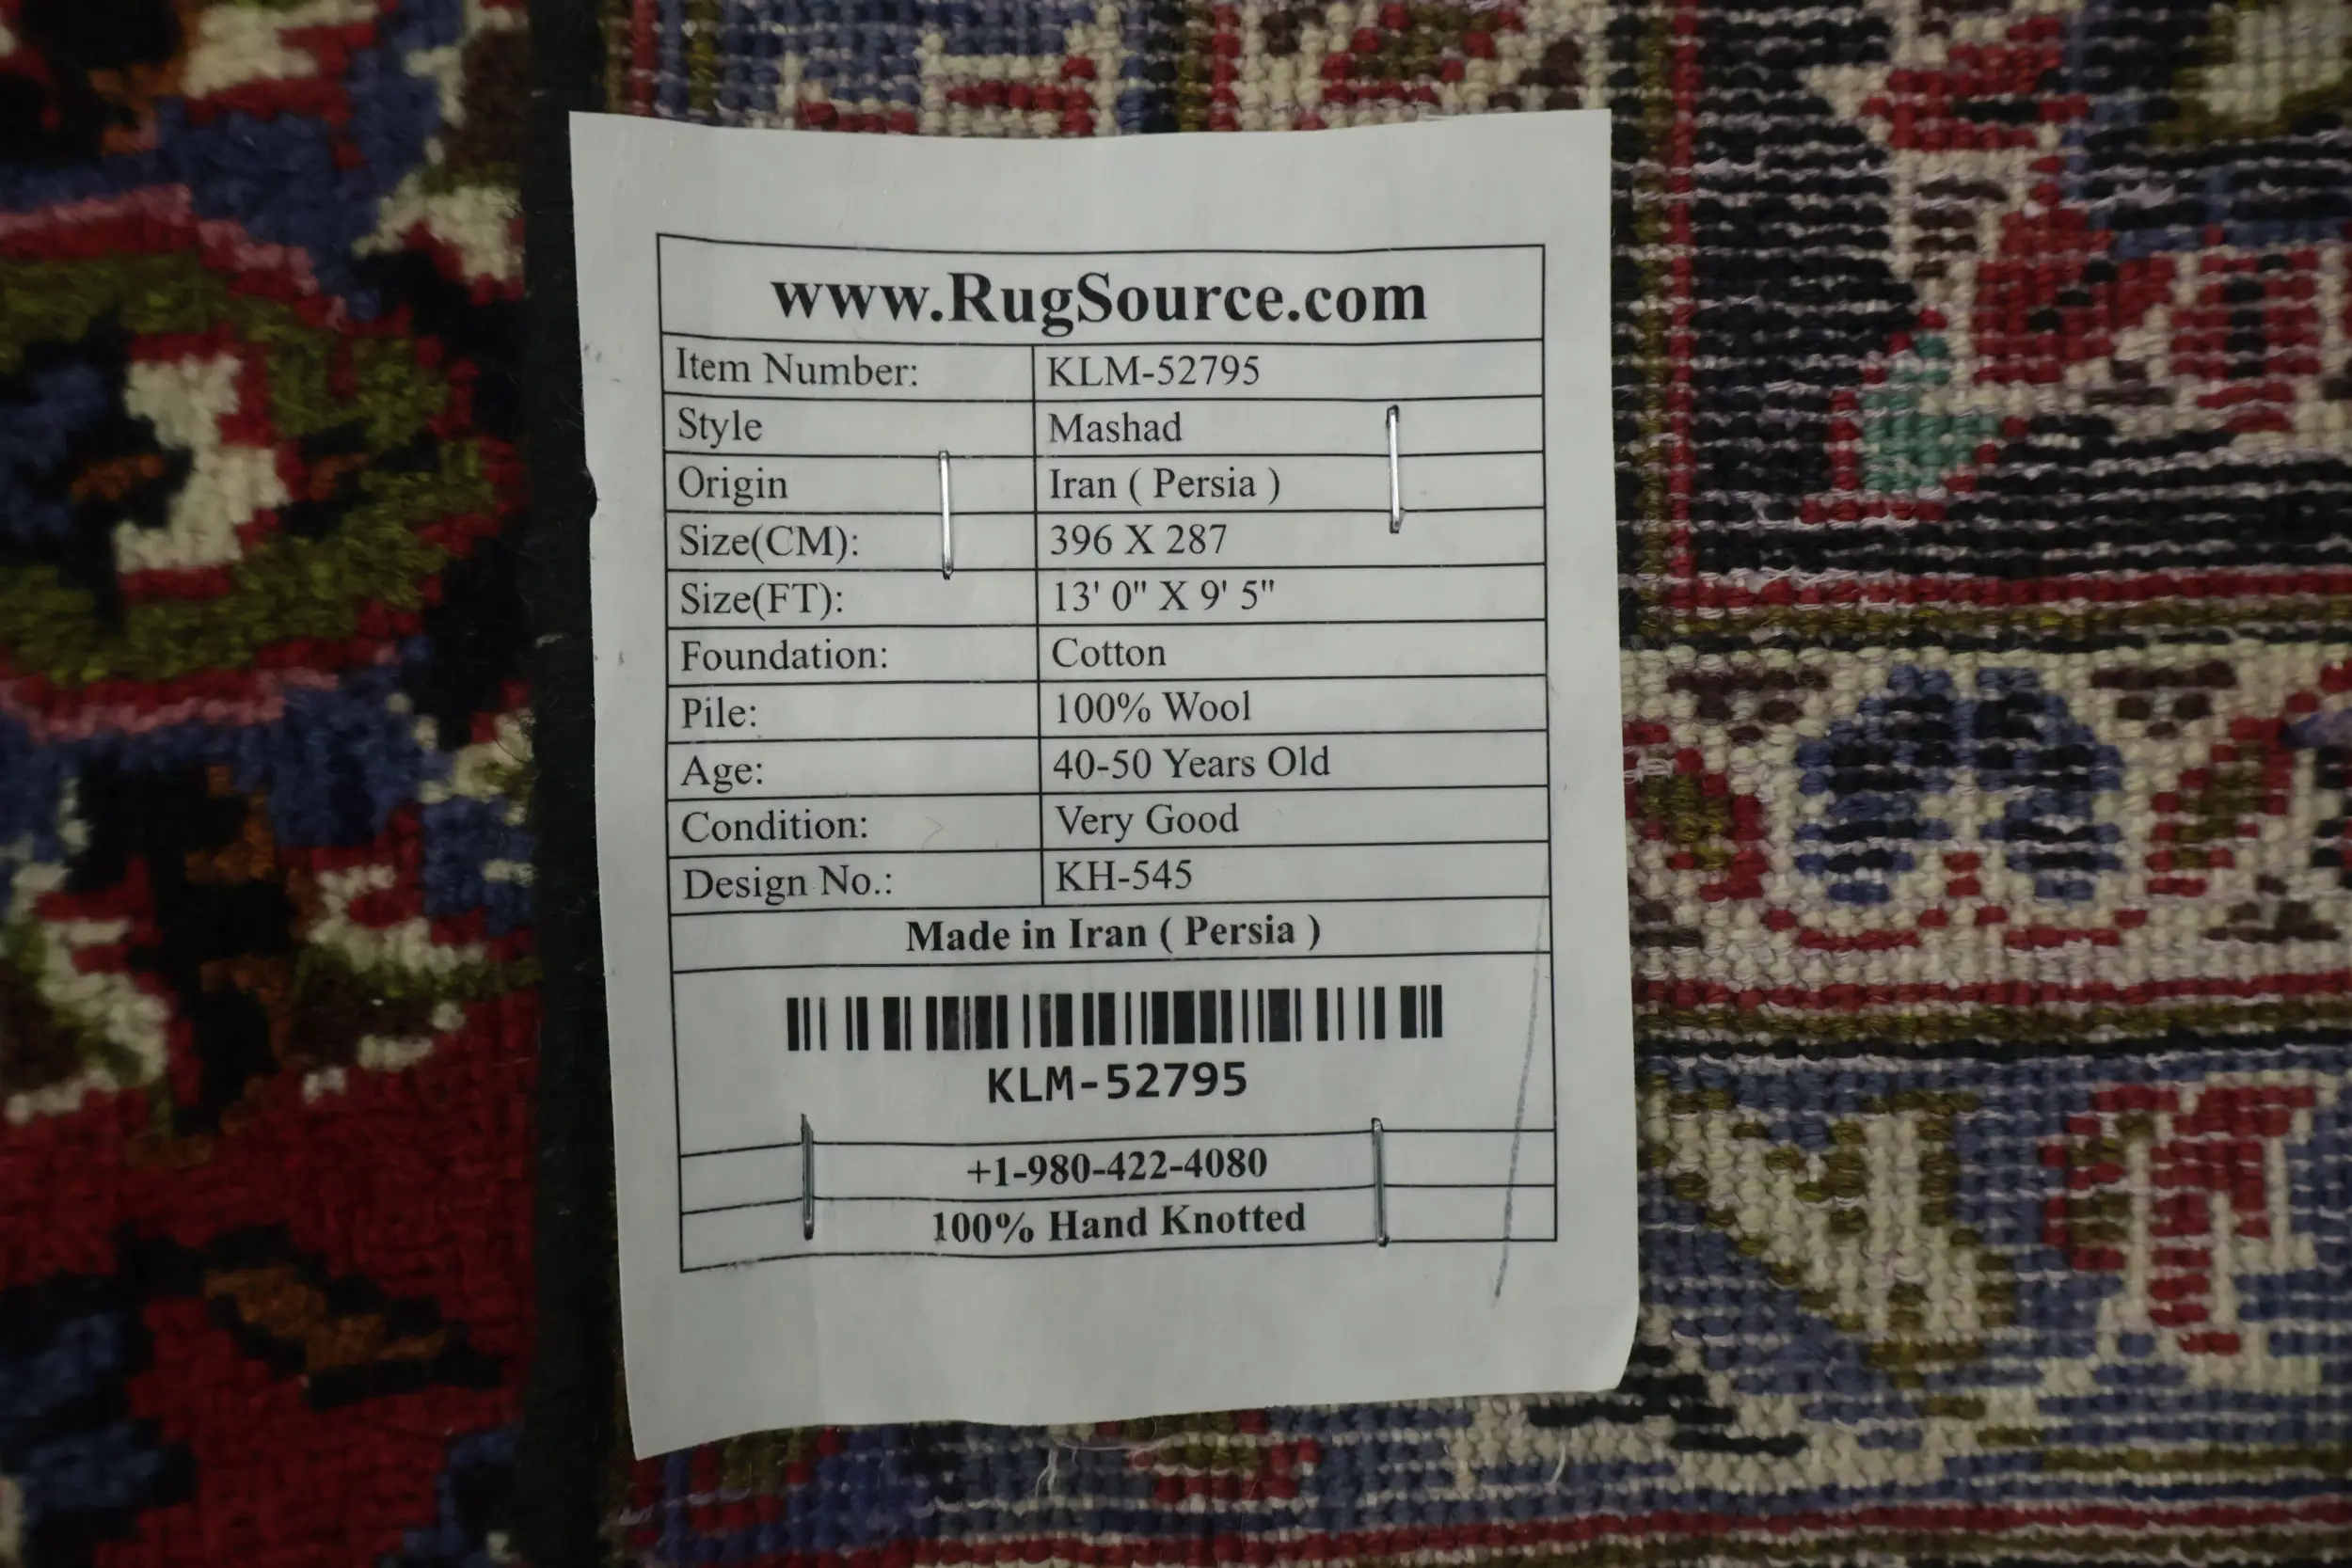 www.RugSource.com
Item Number: KLM-52795
Style Mashad
Origin Iran ( Persia )
Size(CM): 396 X 287
Size(FT): 13' 0" X 9' 5"
Foundation: Cotton
Pile: 100% Wool
Age: 40-50 Years Old
Condition: Very Good
Design No.: KH-545
Made in Iran ( Persia )
KLM-52795
+1-980-422-4080
100% Hand Knotted